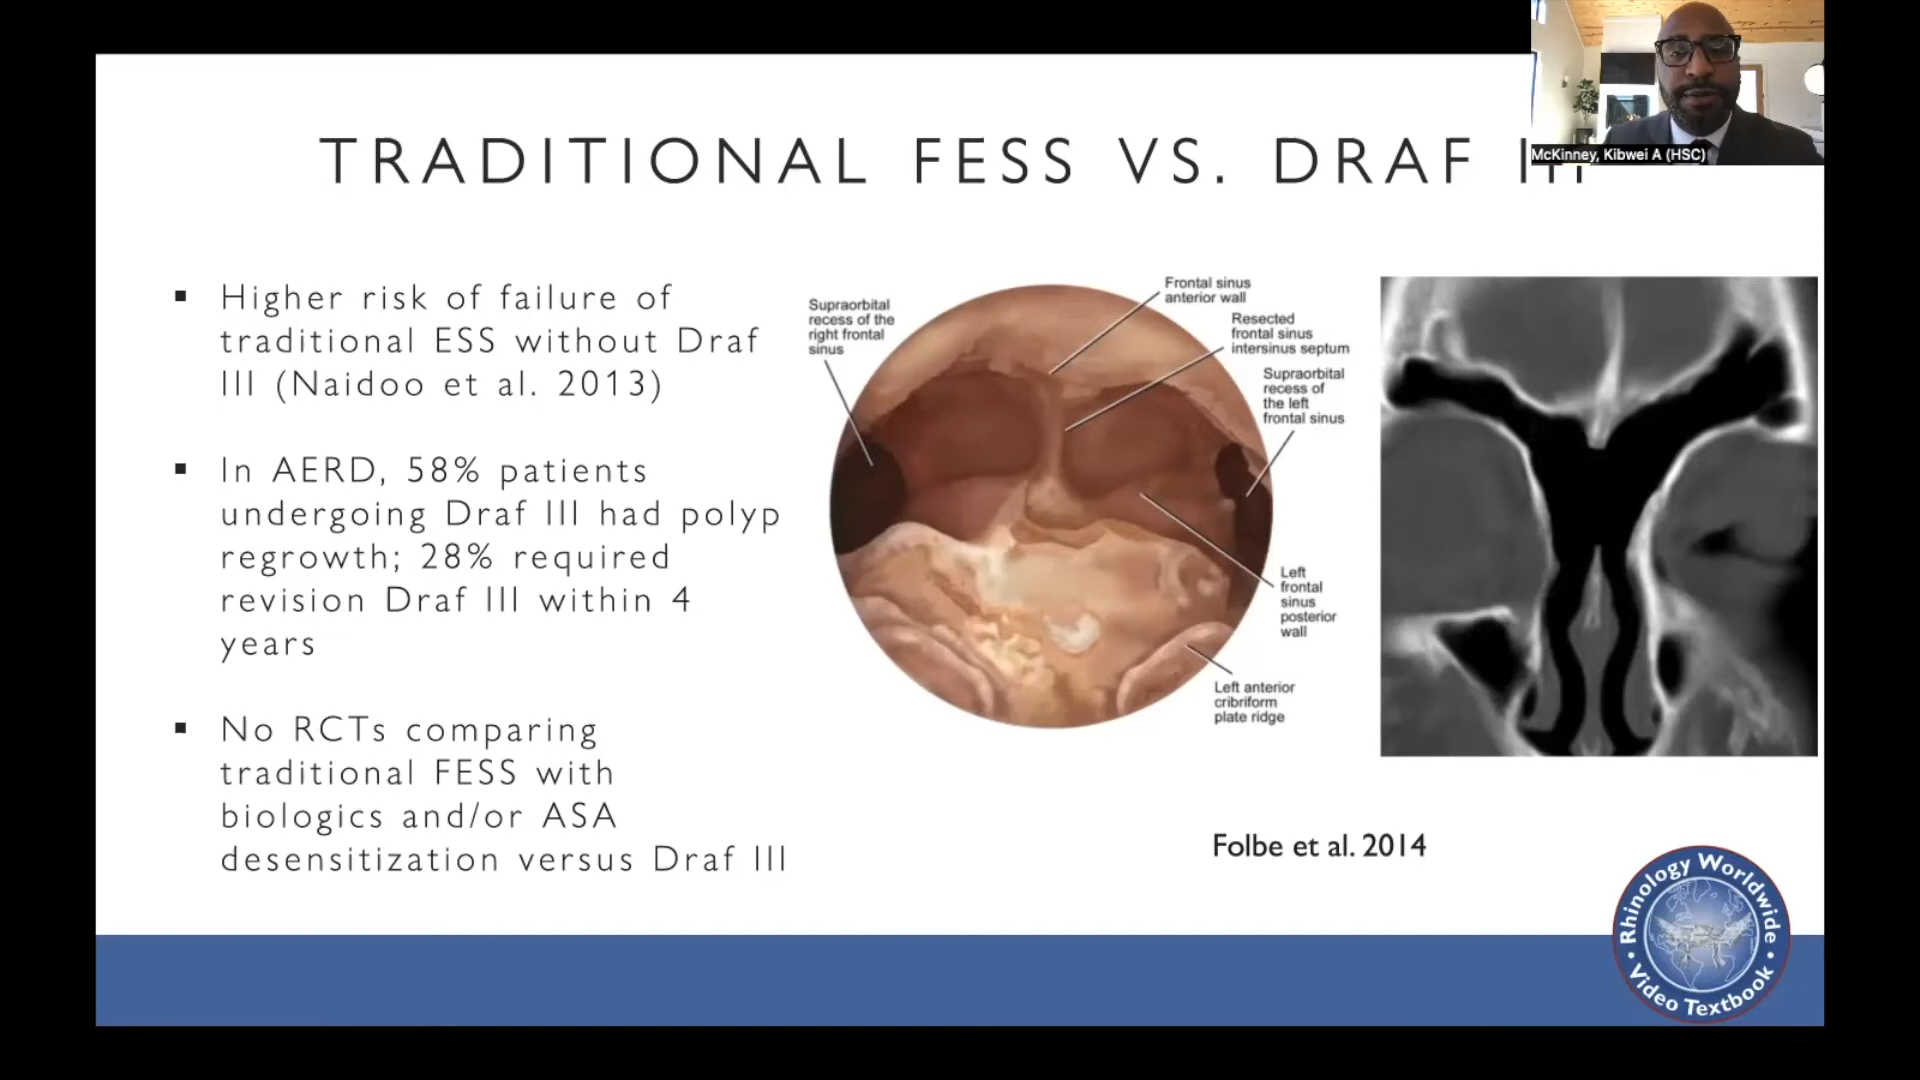 TRADITIONAL FESS VS. DRAF III
McKinney, Kibwei A (HSC)
▪ Higher risk of failure of
traditional ESS without Draf
III (Naidoo et al. 2013)
▪ In AERD, 58% patients
undergoing Draf III had polyp
regrowth; 28% required
revision Draf III within 4
years
▪ No RCTs comparing
traditional FESS with
biologics and/or ASA
desensitization versus Draf III
Supraorbital
recess of the
right frontal
sinus
Frontal sinus
anterior wall
Resected
frontal sinus
intersinus septum
Supraorbital
recess of
the left
frontal sinus
Left
frontal
sinus
posterior
wall
Left anterior
cribriform
plate ridge
Folbe et al. 2014
Rhinology Worldwide
• Video Textbook •